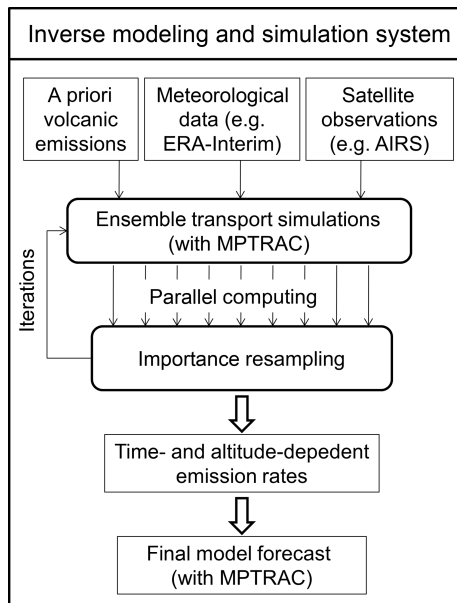 Inverse modeling and simulation system
A priori
volcanic
emissions
Meteorological
data (e.g.
ERA-Interim)
Satellite
observations
(e.g. AIRS)
Ensemble transport simulations
(with MPTRAC)
Iterations
Parallel computing
Importance resampling
Time- and altitude-depedent
emission rates
Final model forecast
(with MPTRAC)